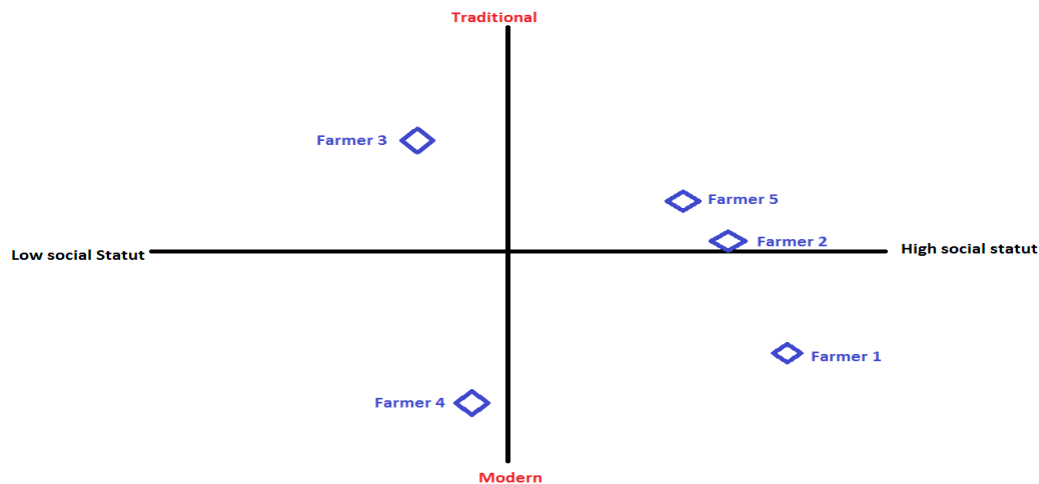 Traditional
Farmer 3
Farmer 5
Farmer 2
Low social Statut
High social statut
Farmer 1
Farmer 4
Modern